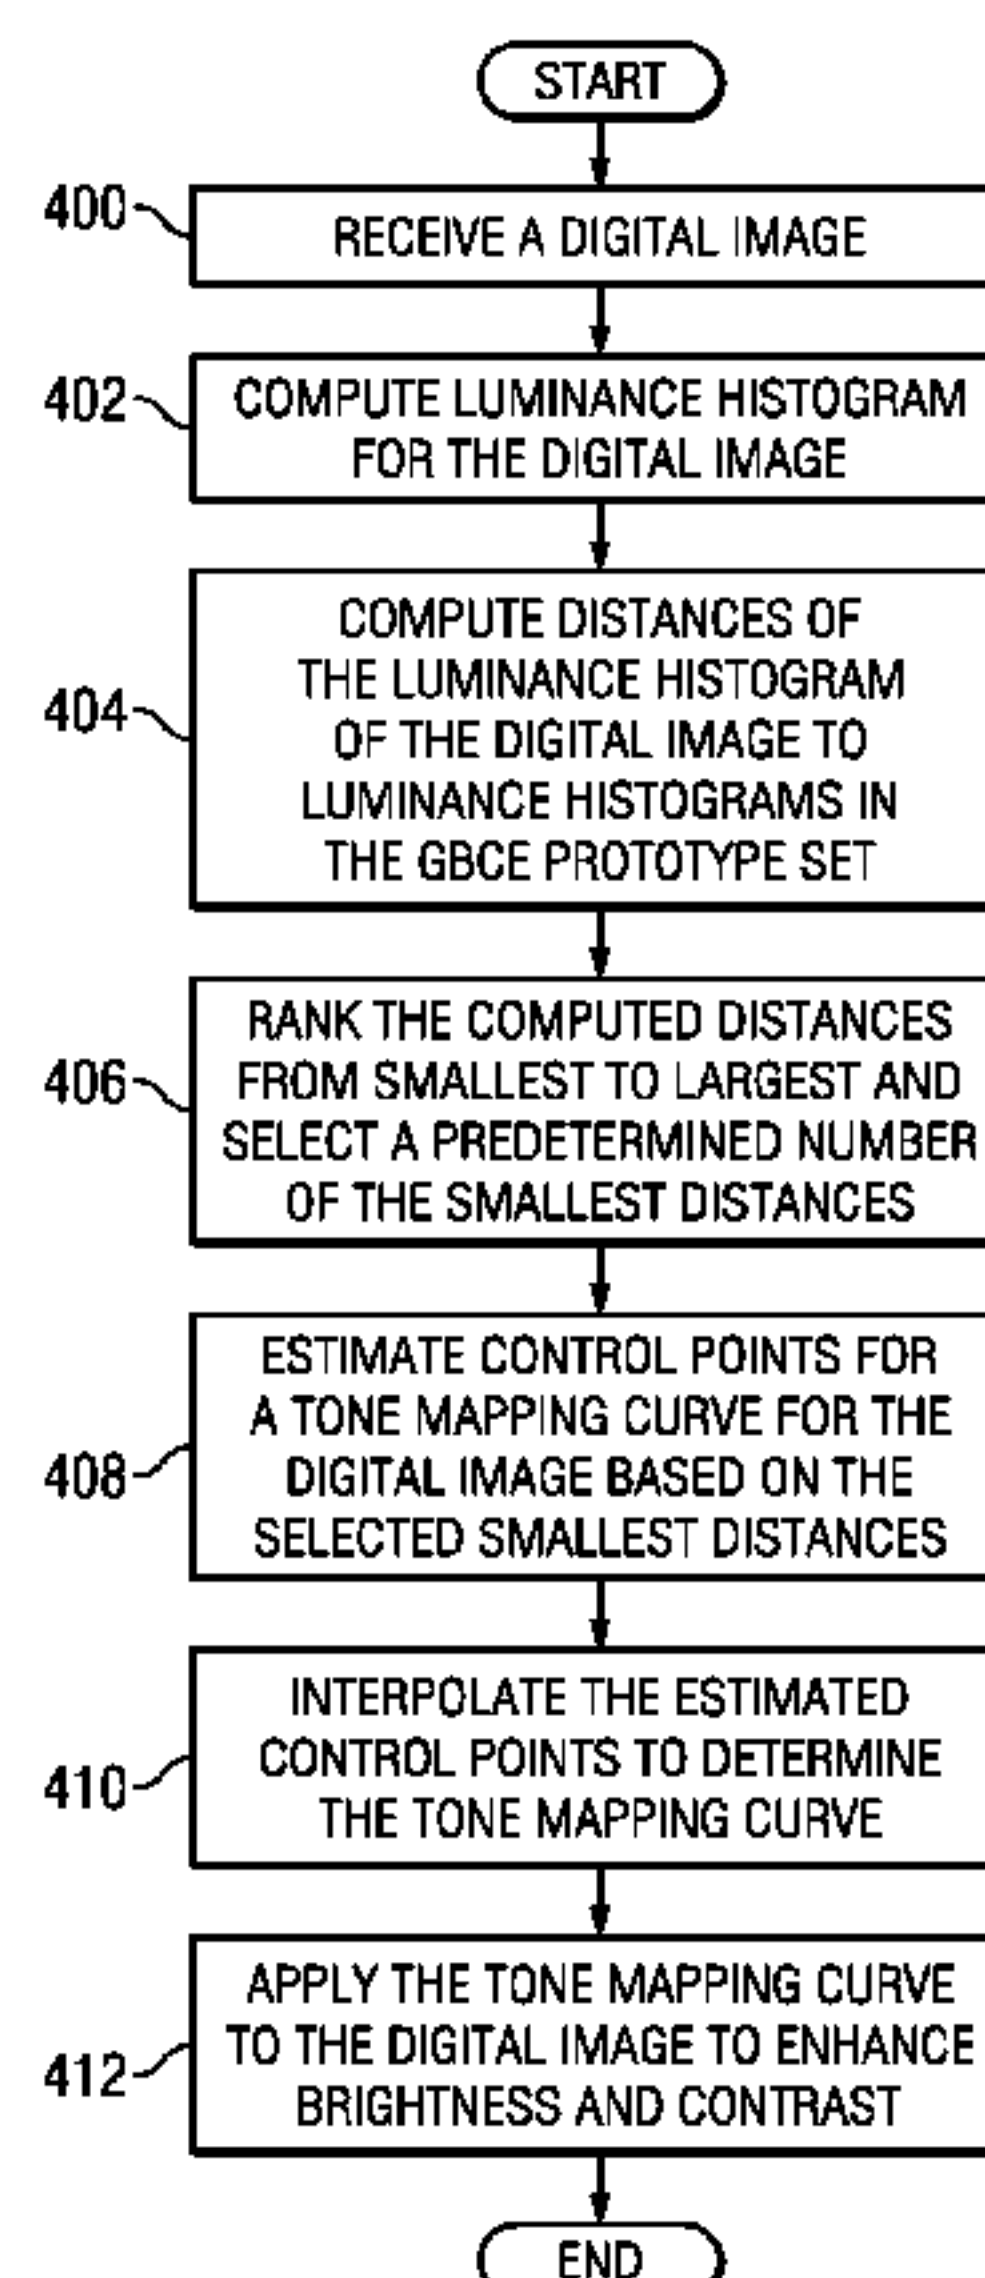 START
400
RECEIVE A DIGITAL IMAGE
402
COMPUTE LUMINANCE HISTOGRAM
FOR THE DIGITAL IMAGE
404
COMPUTE DISTANCES OF
THE LUMINANCE HISTOGRAM
OF THE DIGITAL IMAGE TO
LUMINANCE HISTOGRAMS IN
THE GBCE PROTOTYPE SET
406
RANK THE COMPUTED DISTANCES
FROM SMALLEST TO LARGEST AND
SELECT A PREDETERMINED NUMBER
OF THE SMALLEST DISTANCES
408
ESTIMATE CONTROL POINTS FOR
A TONE MAPPING CURVE FOR THE
DIGITAL IMAGE BASED ON THE
SELECTED SMALLEST DISTANCES
410
INTERPOLATE THE ESTIMATED
CONTROL POINTS TO DETERMINE
THE TONE MAPPING CURVE
412
APPLY THE TONE MAPPING CURVE
TO THE DIGITAL IMAGE TO ENHANCE
BRIGHTNESS AND CONTRAST
END